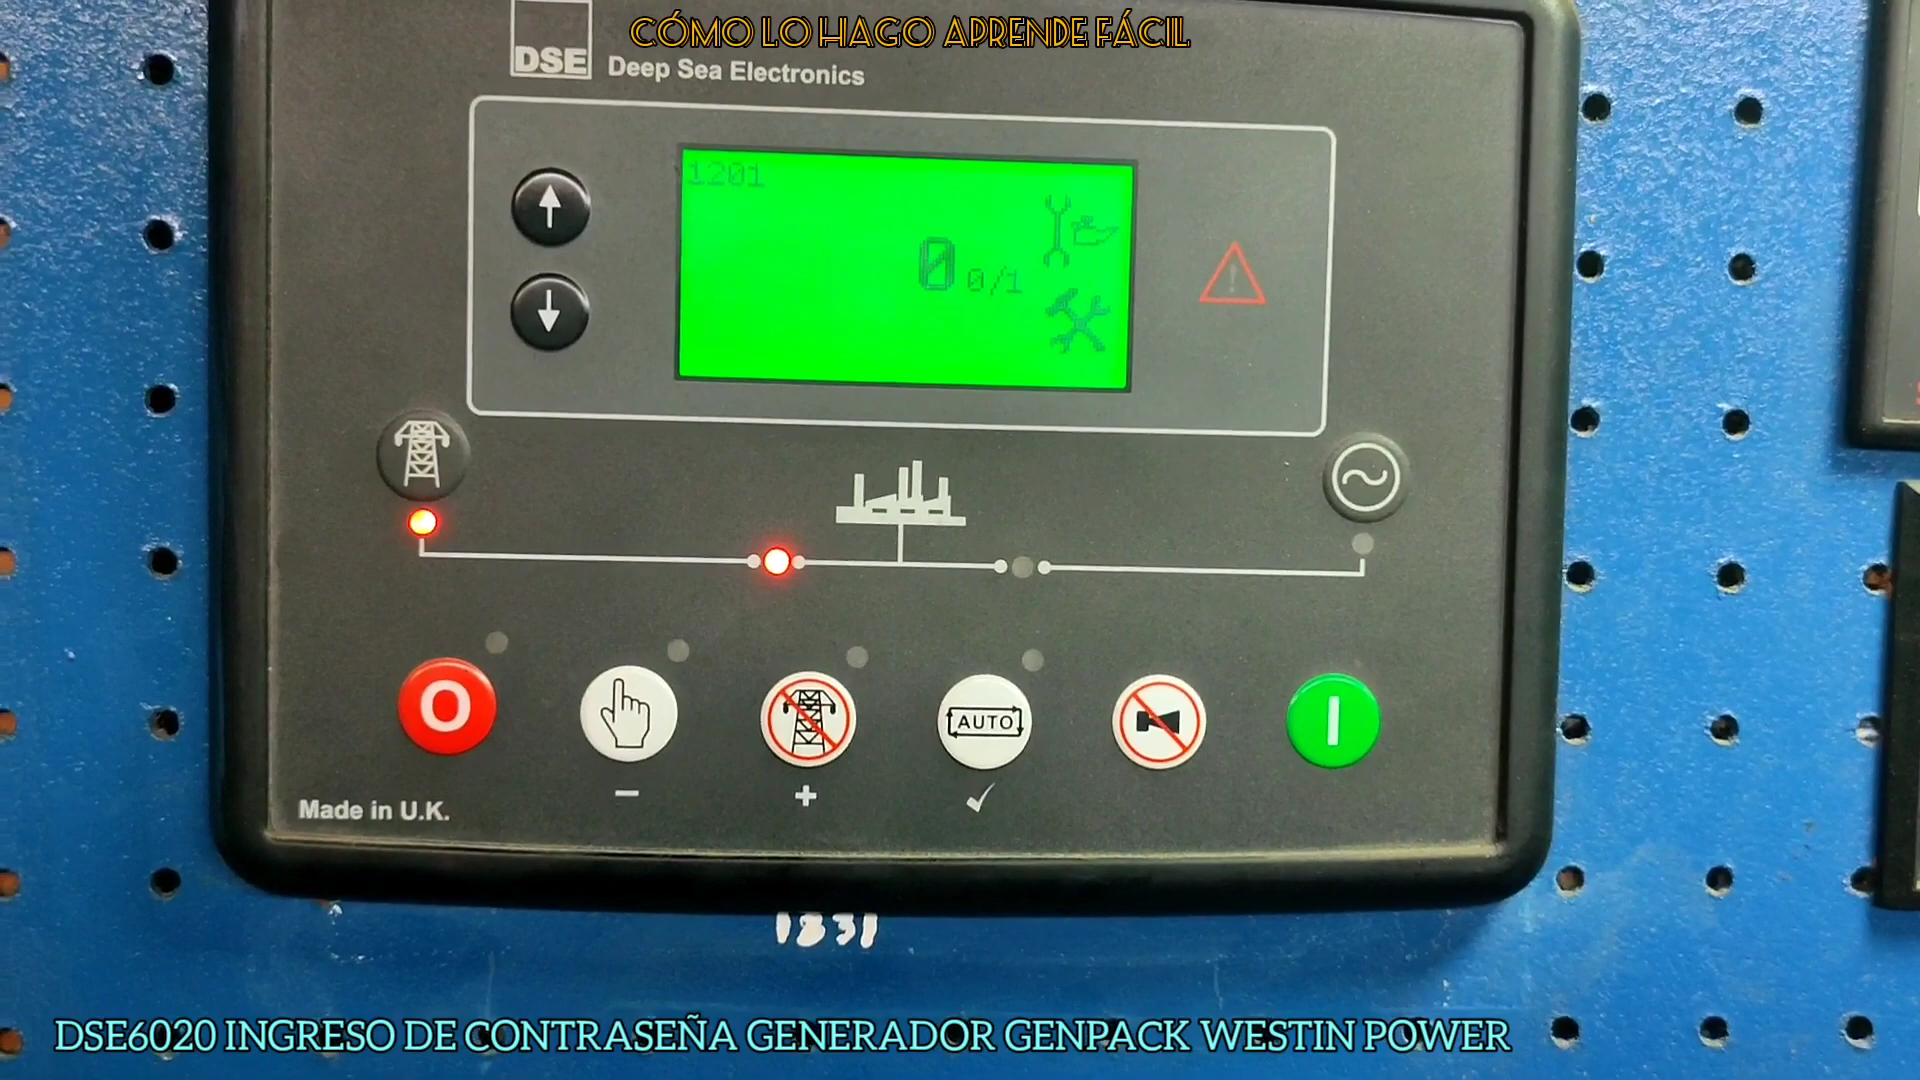 CÓMO LO HAGO APRENDE FÁCIL
DSE Deep Sea Electronics
1201
0 0/1
AUTO
Made in U.K.
1831
DSE6020 INGRESO DE CONTRASEÑA GENERADOR GENPACK WESTIN POWER